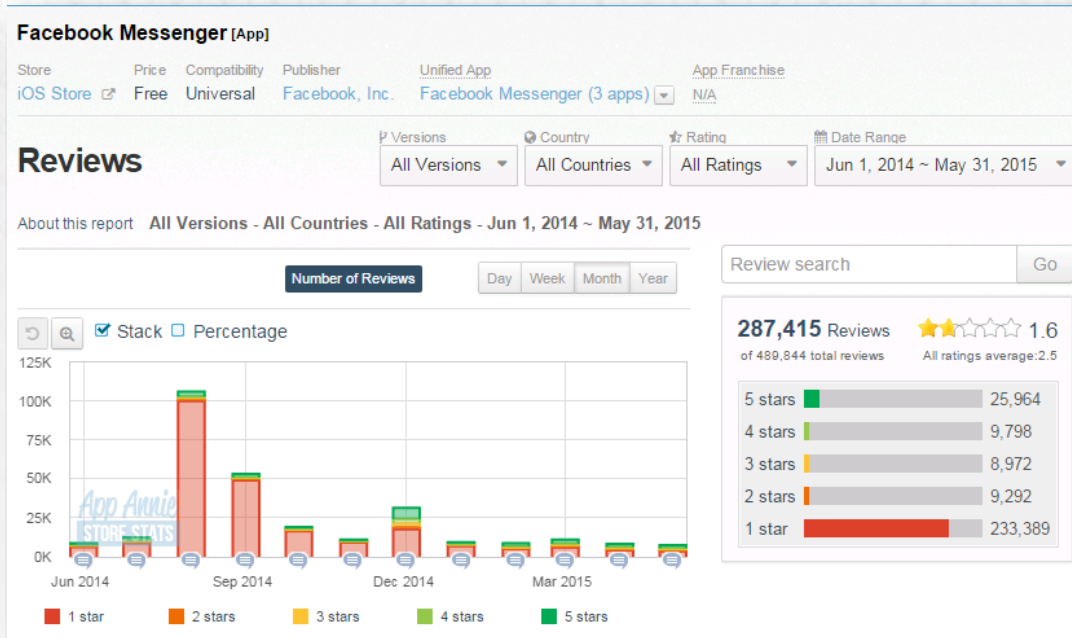 Facebook Messenger [App]
Store Price Compatibility Publisher Unified App App Franchise
iOS Store Free Universal Facebook, Inc. Facebook Messenger (3 apps) N/A
Reviews
Versions Country Rating Date Range
All Versions All Countries All Ratings Jun 1, 2014 ~ May 31, 2015
About this report All Versions - All Countries - All Ratings - Jun 1, 2014 ~ May 31, 2015
Number of Reviews Day Week Month Year
Review search Go
Stack Percentage
125K
100K
75K
50K
25K
0K
App Annie
STORE STATS
Jun 2014 Sep 2014 Dec 2014 Mar 2015
1 star 2 stars 3 stars 4 stars 5 stars
287,415 Reviews 1.6
of 489,844 total reviews All ratings average:2.5
5 stars 25,964
4 stars 9,798
3 stars 8,972
2 stars 9,292
1 star 233,389